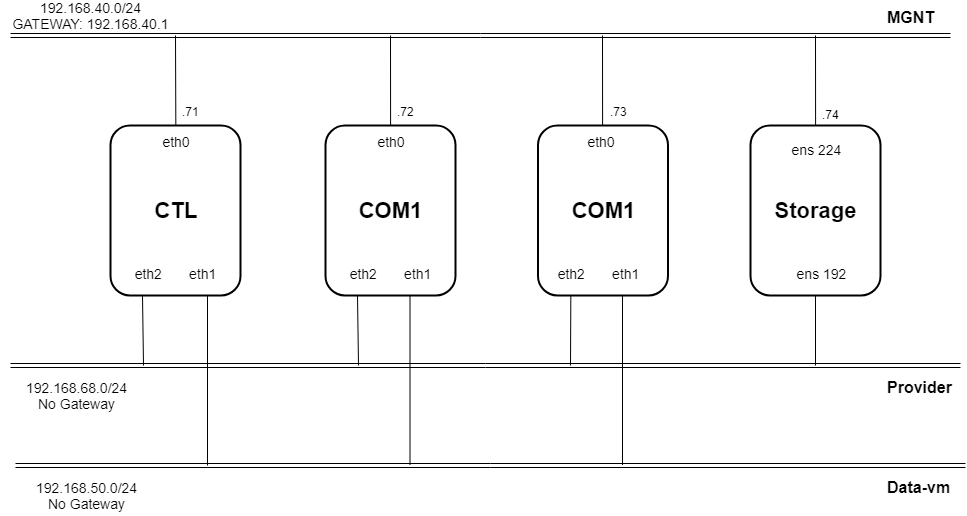 192.168.40.0/24
GATEWAY: 192.168.40.1
MGNT
.71
.72
.73
.74
eth0
eth0
eth0
ens 224
CTL
COM1
COM1
Storage
eth2 eth1
eth2 eth1
eth2 eth1
ens 192
192.168.68.0/24
No Gateway
Provider
192.168.50.0/24
No Gateway
Data-vm